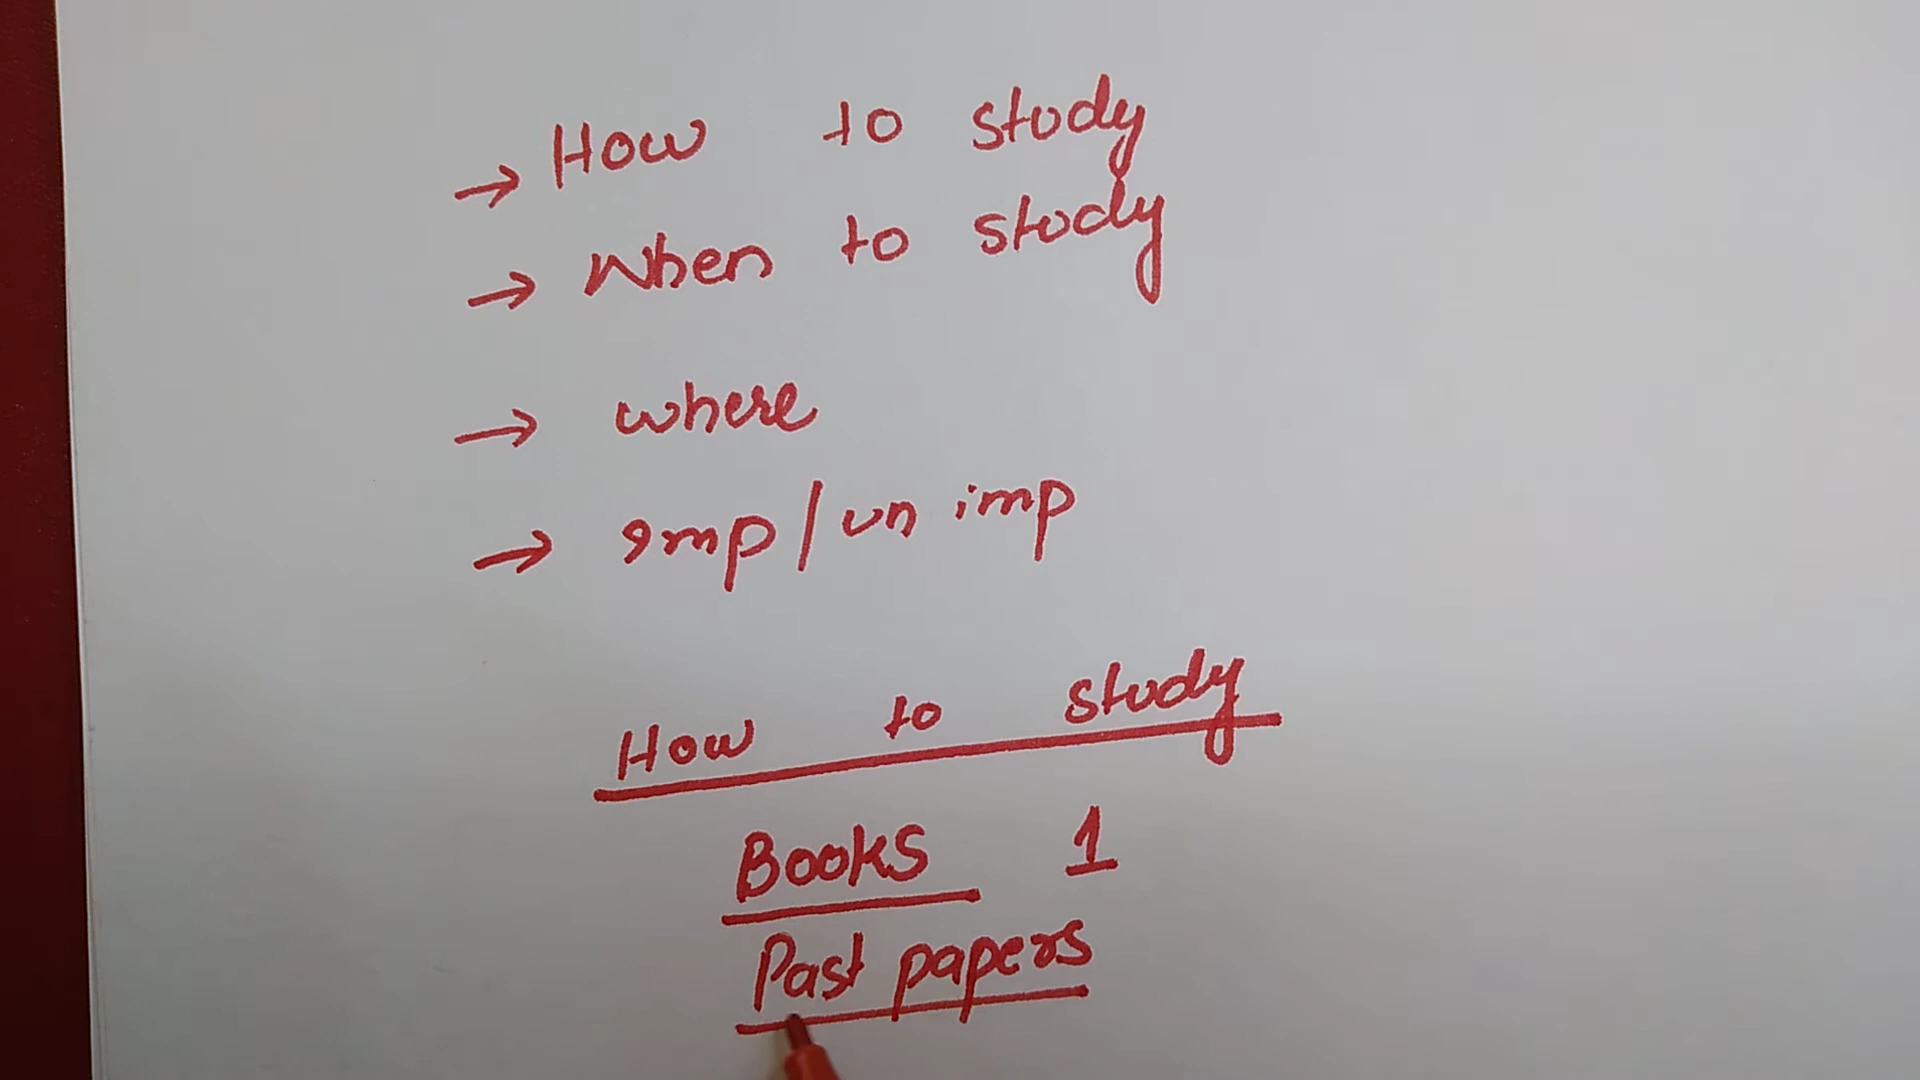 → How to study
→ When to study
→ where
→ Imp/un imp
How to study
Books 1
Past papers